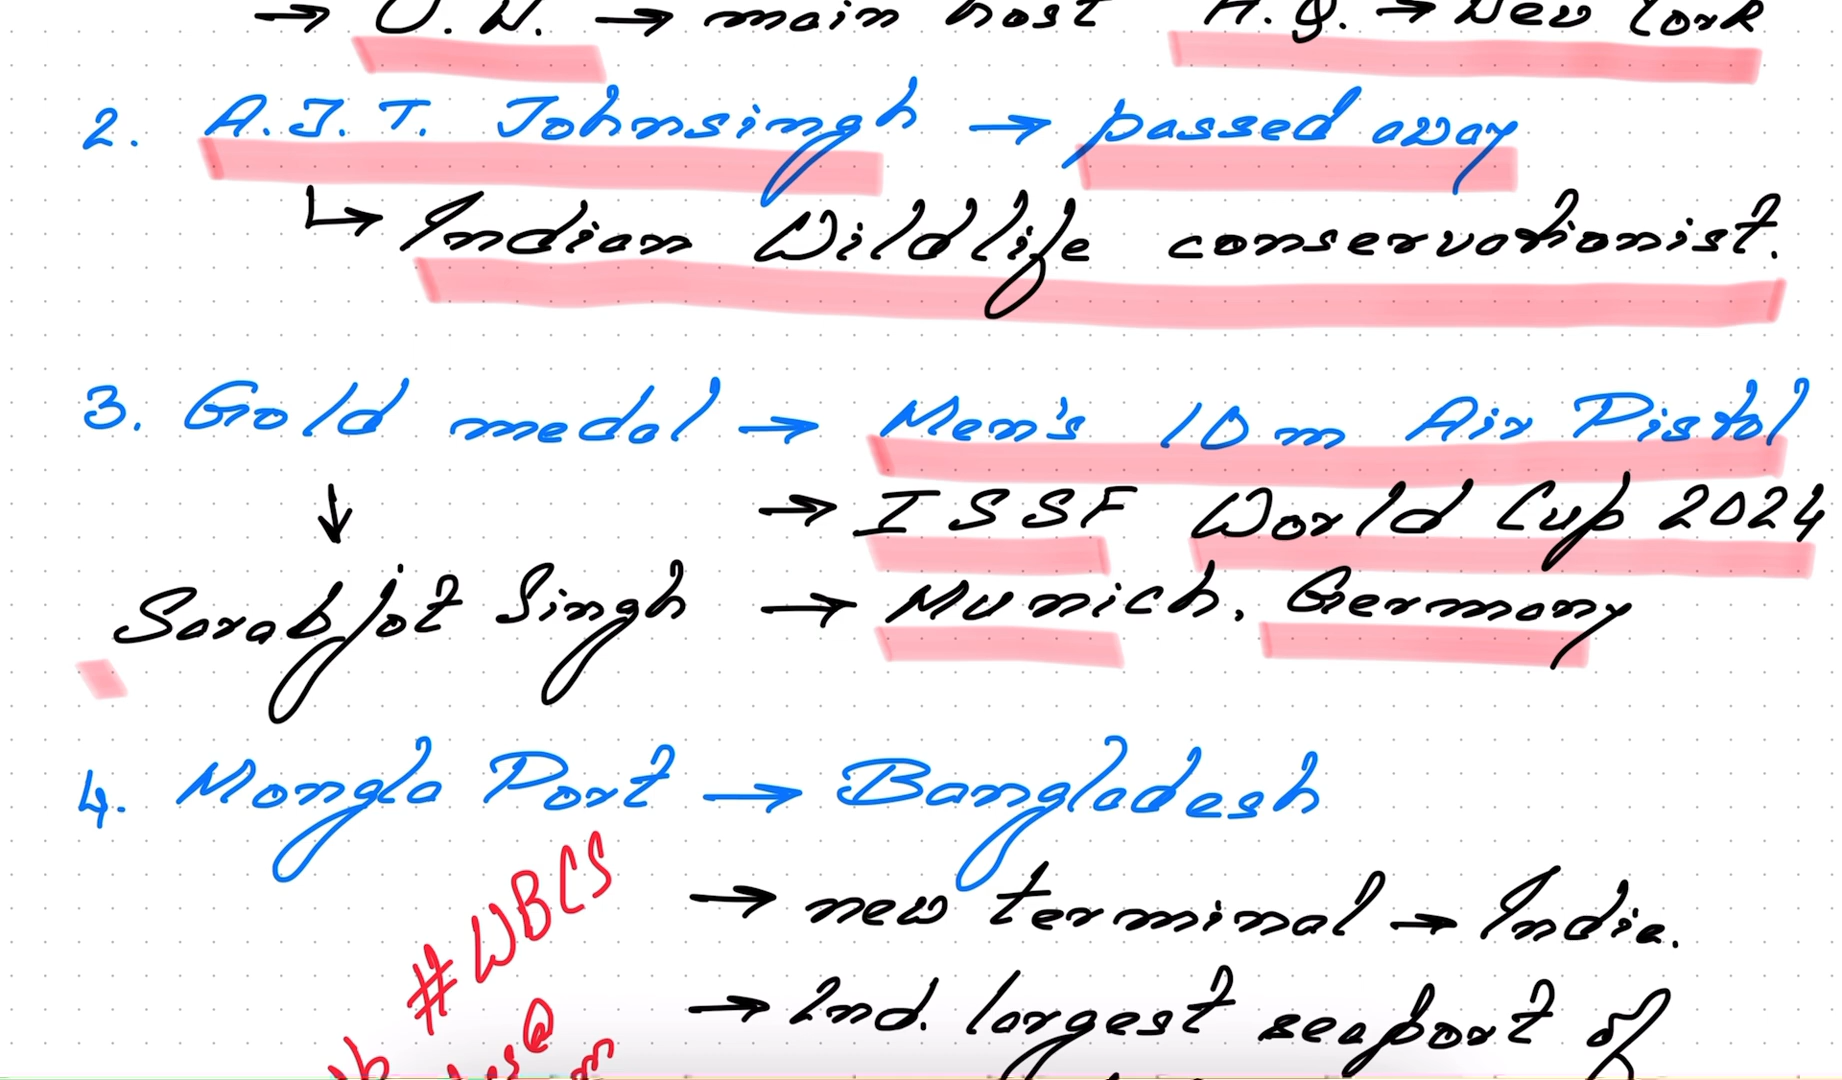 → U.N. → main host H.Q. → New York
2. A.J.T. Johnsingh → passed away
↳ Indian Wildlife conservationist.
3. Gold medal → Men's 10m Air Pistol
↓ → ISSF World Cup 2024
Sarabjot Singh → Munich, Germany
4. Mongla Port → Bangladesh
→ new terminal → India.
#WBCS
→ 2nd. largest seaport of